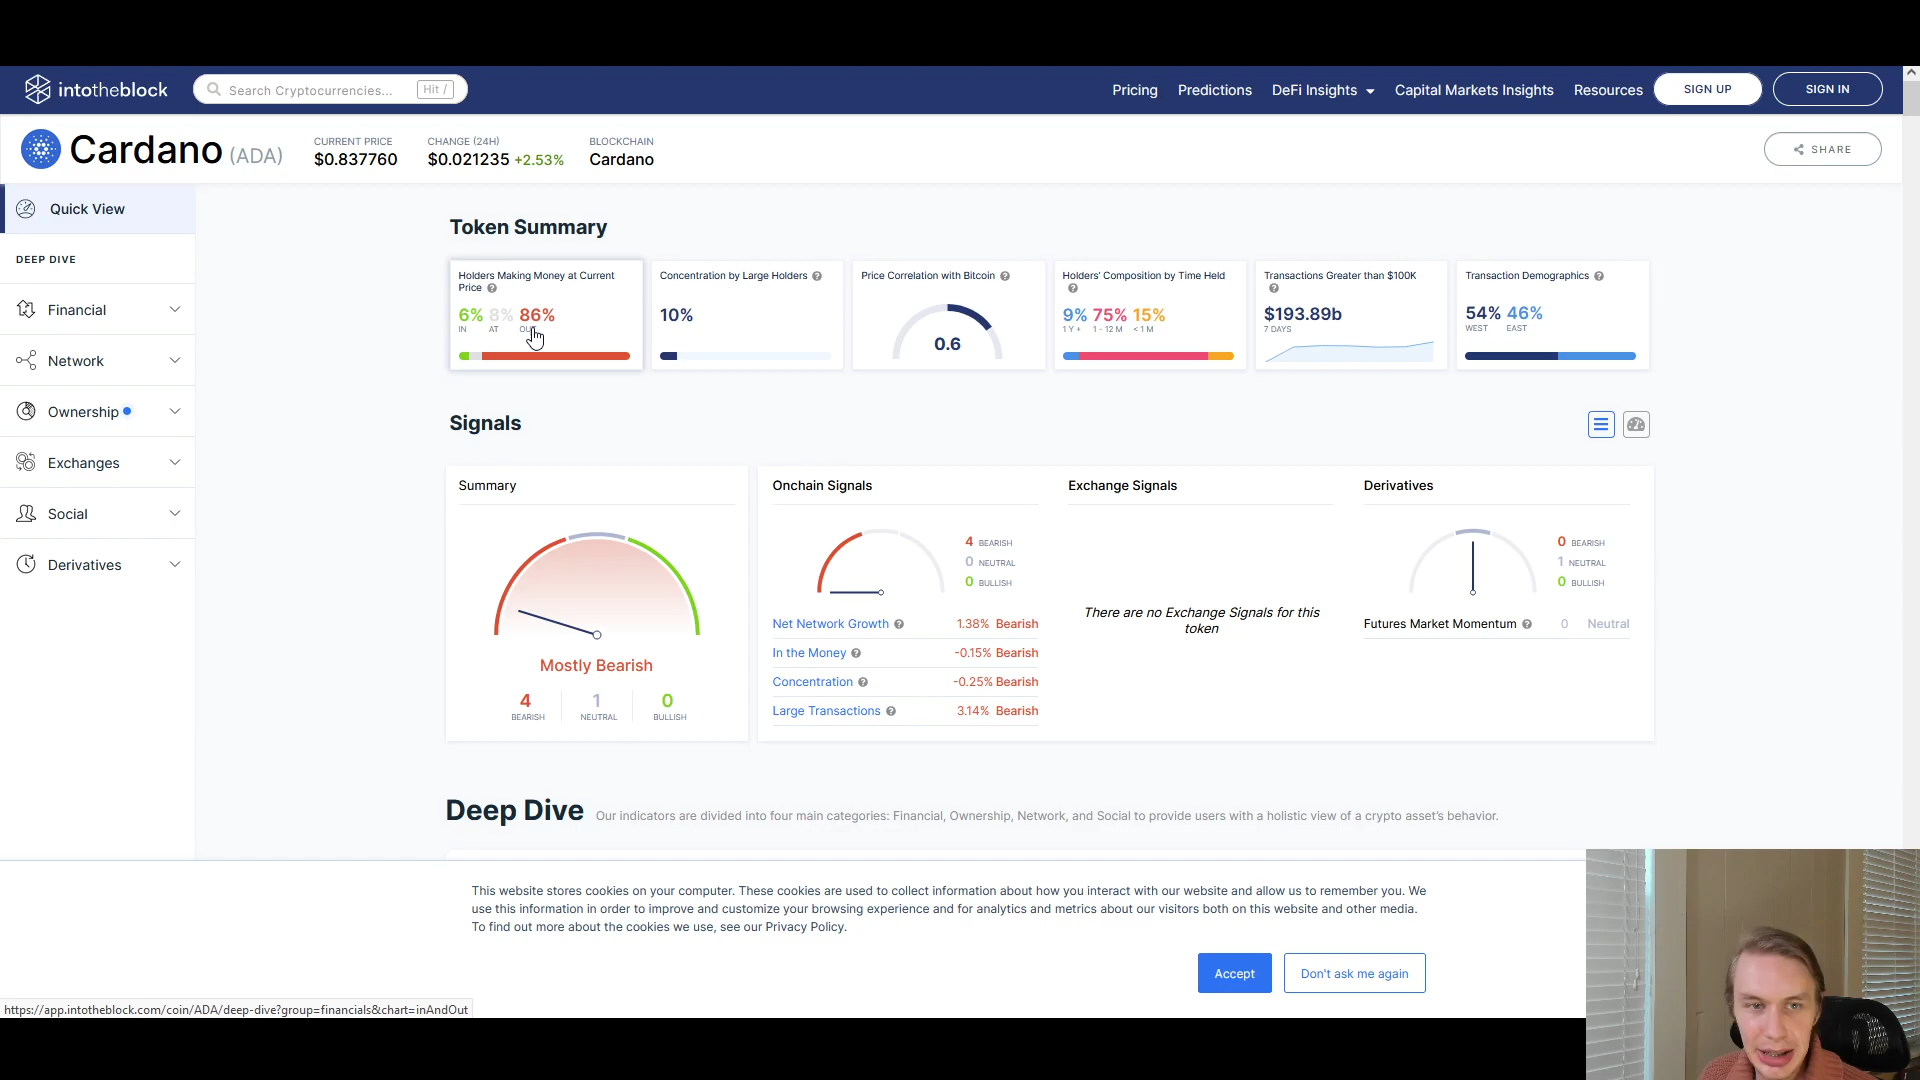 intotheblock
Search Cryptocurrencies...
Hit /
Pricing
Predictions
DeFi Insights
Capital Markets Insights
Resources
SIGN UP
SIGN IN
Cardano (ADA)
CURRENT PRICE
$0.837760
CHANGE (24H)
$0.021235 +2.53%
BLOCKCHAIN
Cardano
SHARE
Quick View
DEEP DIVE
Financial
Network
Ownership
Exchanges
Social
Derivatives
Token Summary
Holders Making Money at Current
Price
6% 8% 86%
IN AT
Concentration by Large Holders
10%
Price Correlation with Bitcoin
0.6
Holders' Composition by Time Held
9% 75% 15%
1 Y + 1 - 12 M < 1 M
Transactions Greater than $100K
$193.89b
7 DAYS
Transaction Demographics
54% 46%
WEST EAST
Signals
Summary
Mostly Bearish
4 1 0
BEARISH NEUTRAL BULLISH
Onchain Signals
4 BEARISH
0 NEUTRAL
0 BULLISH
Net Network Growth 1.38% Bearish
In the Money -0.15% Bearish
Concentration -0.25% Bearish
Large Transactions 3.14% Bearish
Exchange Signals
There are no Exchange Signals for this
token
Derivatives
0 BEARISH
1 NEUTRAL
0 BULLISH
Futures Market Momentum 0 Neutral
Deep Dive
Our indicators are divided into four main categories: Financial, Ownership, Network, and Social to provide users with a holistic view of a crypto asset's behavior.
This website stores cookies on your computer. These cookies are used to collect information about how you interact with our website and allow us to remember you. We
use this information in order to improve and customize your browsing experience and for analytics and metrics about our visitors both on this website and other media.
To find out more about the cookies we use, see our Privacy Policy.
Accept
Don't ask me again
https://app.intotheblock.com/coin/ADA/deep-dive?group=financials&chart=inAndOut